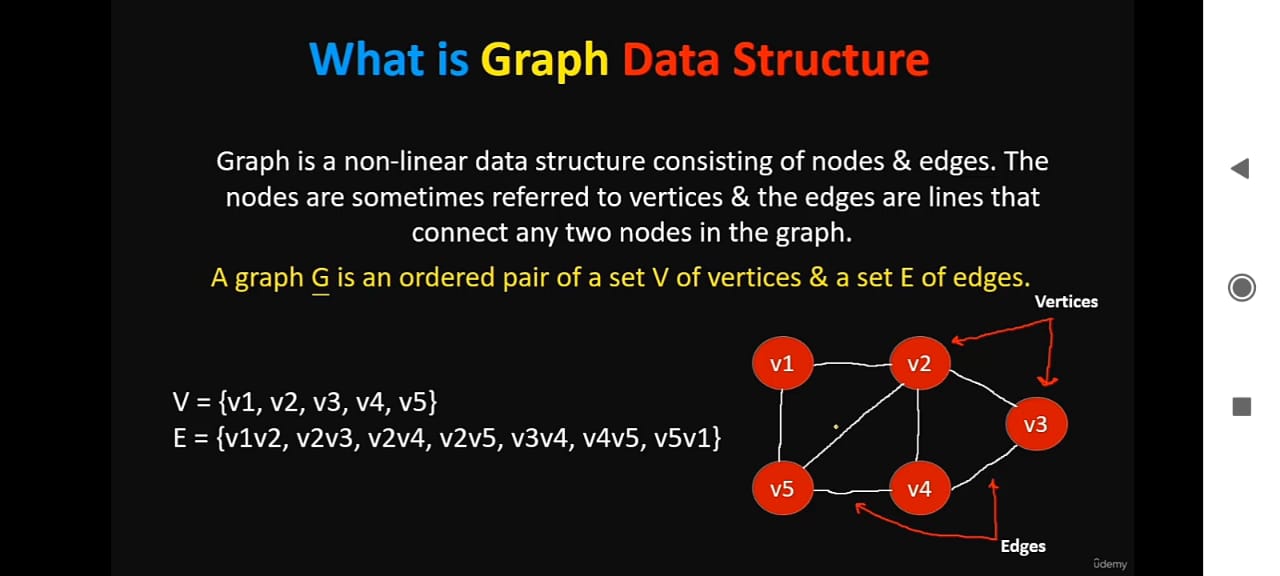 What is Graph Data Structure
Graph is a non-linear data structure consisting of nodes & edges. The
nodes are sometimes referred to vertices & the edges are lines that
connect any two nodes in the graph.
A graph G is an ordered pair of a set V of vertices & a set E of edges.
Vertices
v1
v2
V = {v1, v2, v3, v4, v5}
E = {v1v2, v2v3, v2v4, v2v5, v3v4, v4v5, v5v1}
v3
v5
v4
Edges
ûdemy